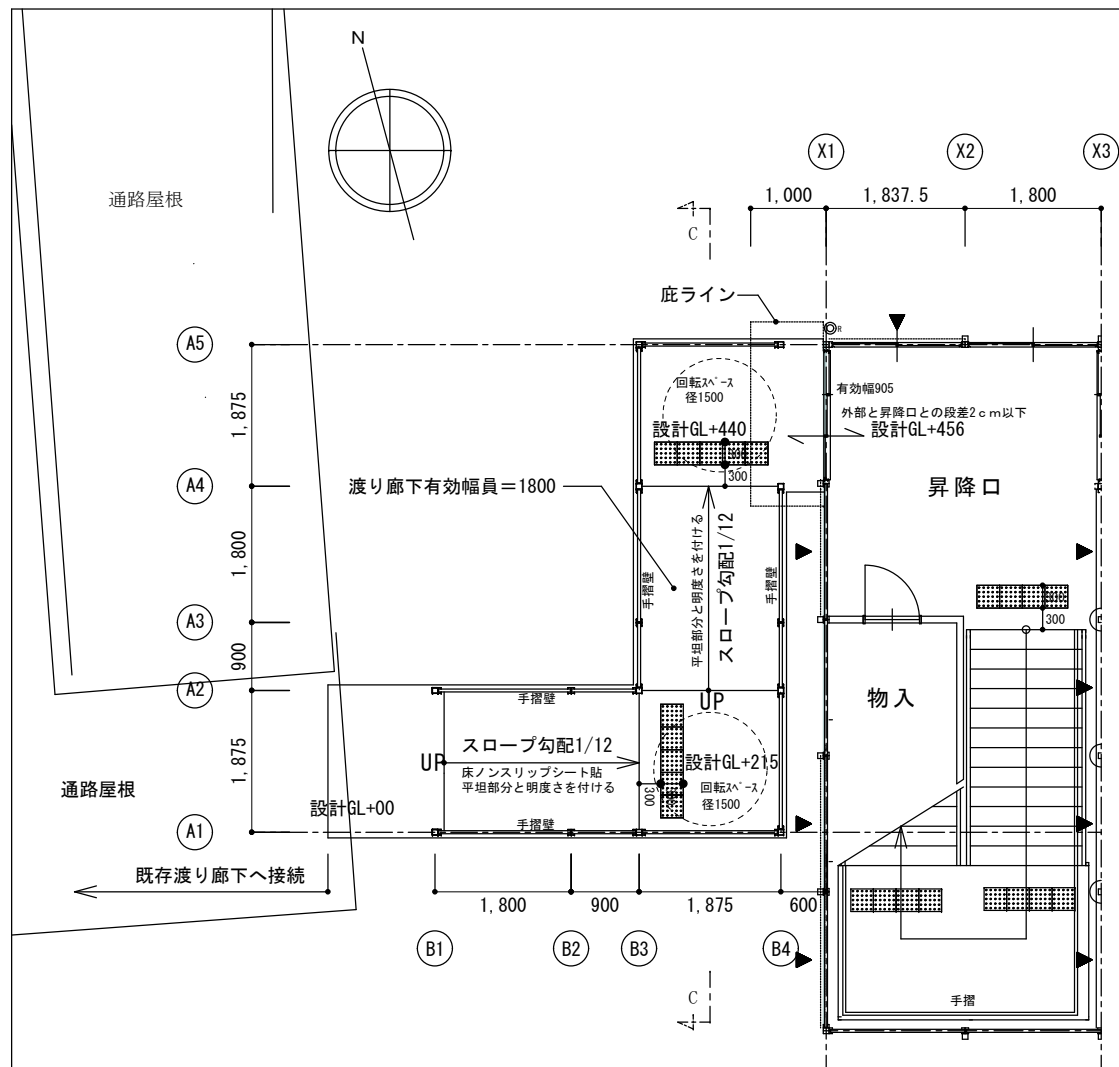 N
通路屋根
X1
X2
X3
1,000
1,837.5
1,800
C
庇ライン
R
A5
回転スペース
径1500
有効幅905
外部と昇降口との段差2cm以下
設計GL+440
設計GL+456
1,875
300
A4
渡り廊下有効幅員=1800
昇降口
平坦部分と明度さを付ける
スロープ勾配1/12
手摺壁
手摺壁
1,800
300
A3
900
A2
手摺壁
UP
物入
スロープ勾配1/12
UP
設計GL+215
床ノンスリップシート貼
平坦部分と明度さを付ける
300
回転スペース
径1500
1,875
通路屋根
設計GL+00
手摺壁
A1
既存渡り廊下へ接続
1,800
900
1,875
600
B1
B2
B3
B4
C
手摺